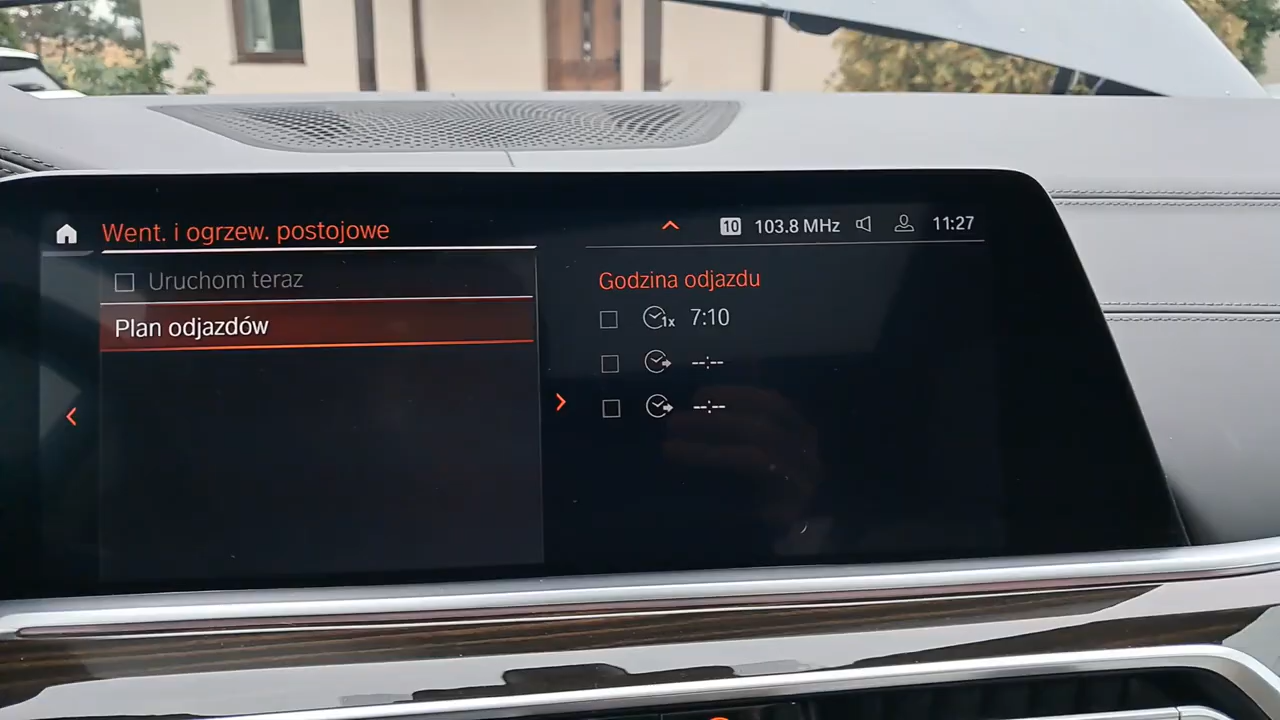 Went. i ogrzew. postojowe
10 103.8 MHz 11:27
Uruchom teraz
Plan odjazdów
Godzina odjazdu
1x 7:10
--:--
--:--